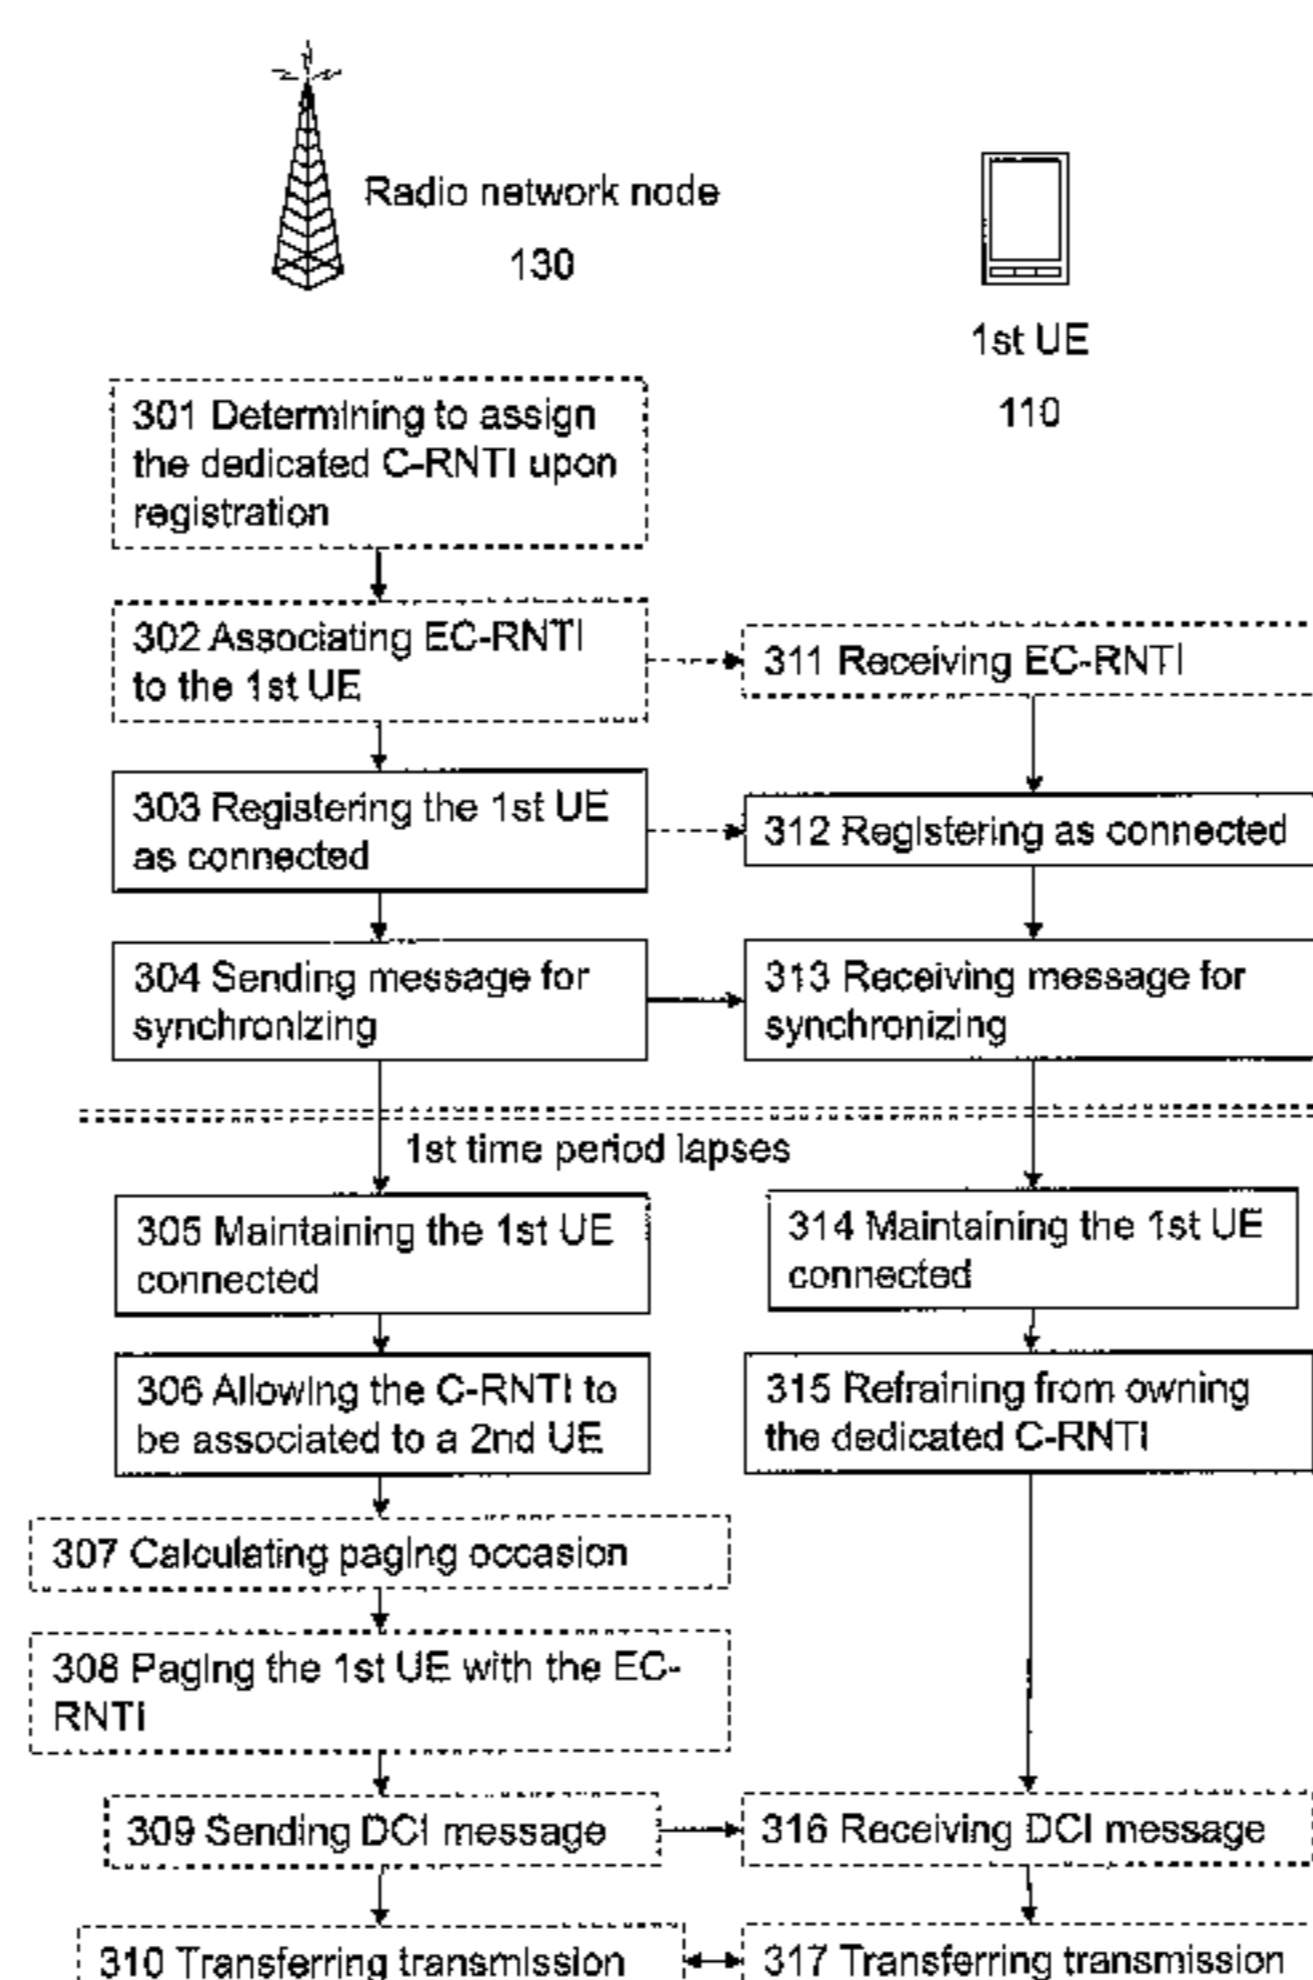 Radio network node
130
1st UE
110
301 Determining to assign
the dedicated C-RNTI upon
registration
302 Associating EC-RNTI
to the 1st UE
311 Receiving EC-RNTI
303 Registering the 1st UE
as connected
312 Registering as connected
304 Sending message for
synchronizing
313 Receiving message for
synchronizing
1st time period lapses
305 Maintaining the 1st UE
connected
314 Maintaining the 1st UE
connected
306 Allowing the C-RNTI to
be associated to a 2nd UE
315 Refraining from owning
the dedicated C-RNTI
307 Calculating paging occasion
308 Paging the 1st UE with the EC-
RNTI
309 Sending DCI message
316 Receiving DCI message
310 Transferring transmission
317 Transferring transmission